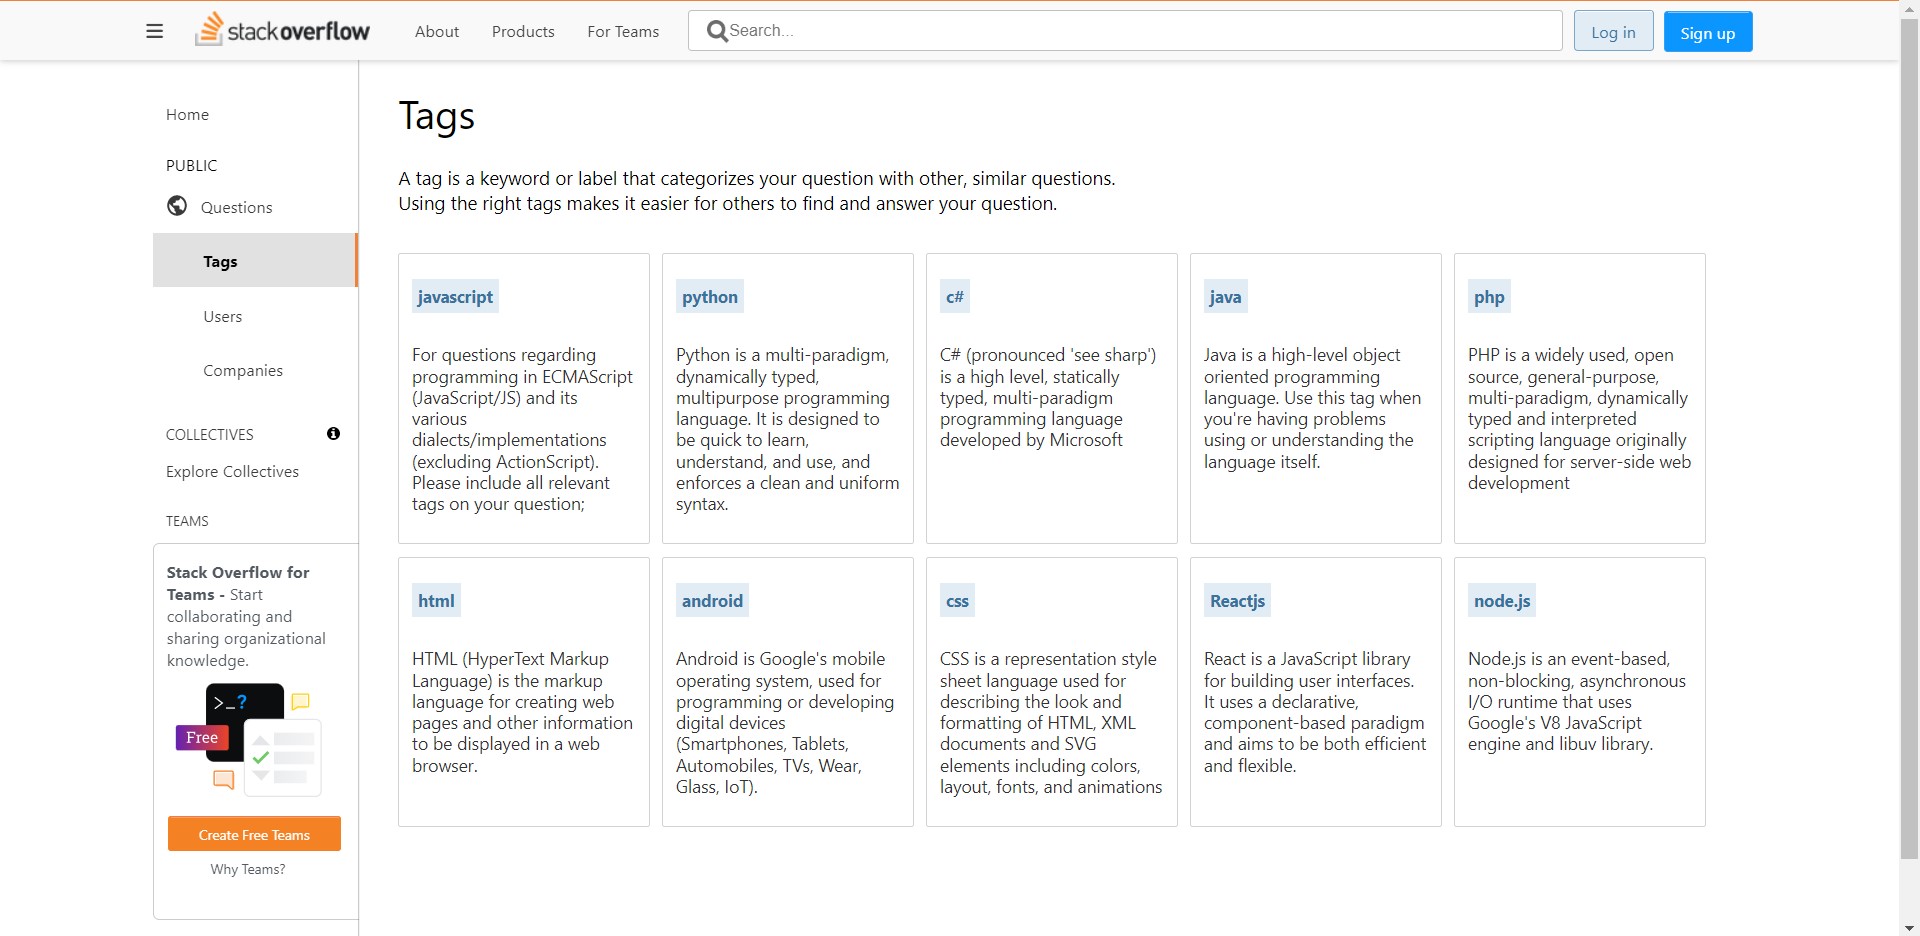 stackoverflow
About
Products
For Teams
Search...
Log in
Sign up
Home
PUBLIC
Questions
Tags
Users
Companies
COLLECTIVES
Explore Collectives
TEAMS
Stack Overflow for
Teams - Start
collaborating and
sharing organizational
knowledge.
>_?
Free
Create Free Teams
Why Teams?
Tags
A tag is a keyword or label that categorizes your question with other, similar questions.
Using the right tags makes it easier for others to find and answer your question.
javascript
For questions regarding
programming in ECMAScript
(JavaScript/JS) and its
various
dialects/implementations
(excluding ActionScript).
Please include all relevant
tags on your question;
python
Python is a multi-paradigm,
dynamically typed,
multipurpose programming
language. It is designed to
be quick to learn,
understand, and use, and
enforces a clean and uniform
syntax.
c#
C# (pronounced 'see sharp')
is a high level, statically
typed, multi-paradigm
programming language
developed by Microsoft
java
Java is a high-level object
oriented programming
language. Use this tag when
you're having problems
using or understanding the
language itself.
php
PHP is a widely used, open
source, general-purpose,
multi-paradigm, dynamically
typed and interpreted
scripting language originally
designed for server-side web
development
html
HTML (HyperText Markup
Language) is the markup
language for creating web
pages and other information
to be displayed in a web
browser.
android
Android is Google's mobile
operating system, used for
programming or developing
digital devices
(Smartphones, Tablets,
Automobiles, TVs, Wear,
Glass, IoT).
css
CSS is a representation style
sheet language used for
describing the look and
formatting of HTML, XML
documents and SVG
elements including colors,
layout, fonts, and animations
Reactjs
React is a JavaScript library
for building user interfaces.
It uses a declarative,
component-based paradigm
and aims to be both efficient
and flexible.
node.js
Node.js is an event-based,
non-blocking, asynchronous
I/O runtime that uses
Google's V8 JavaScript
engine and libuv library.